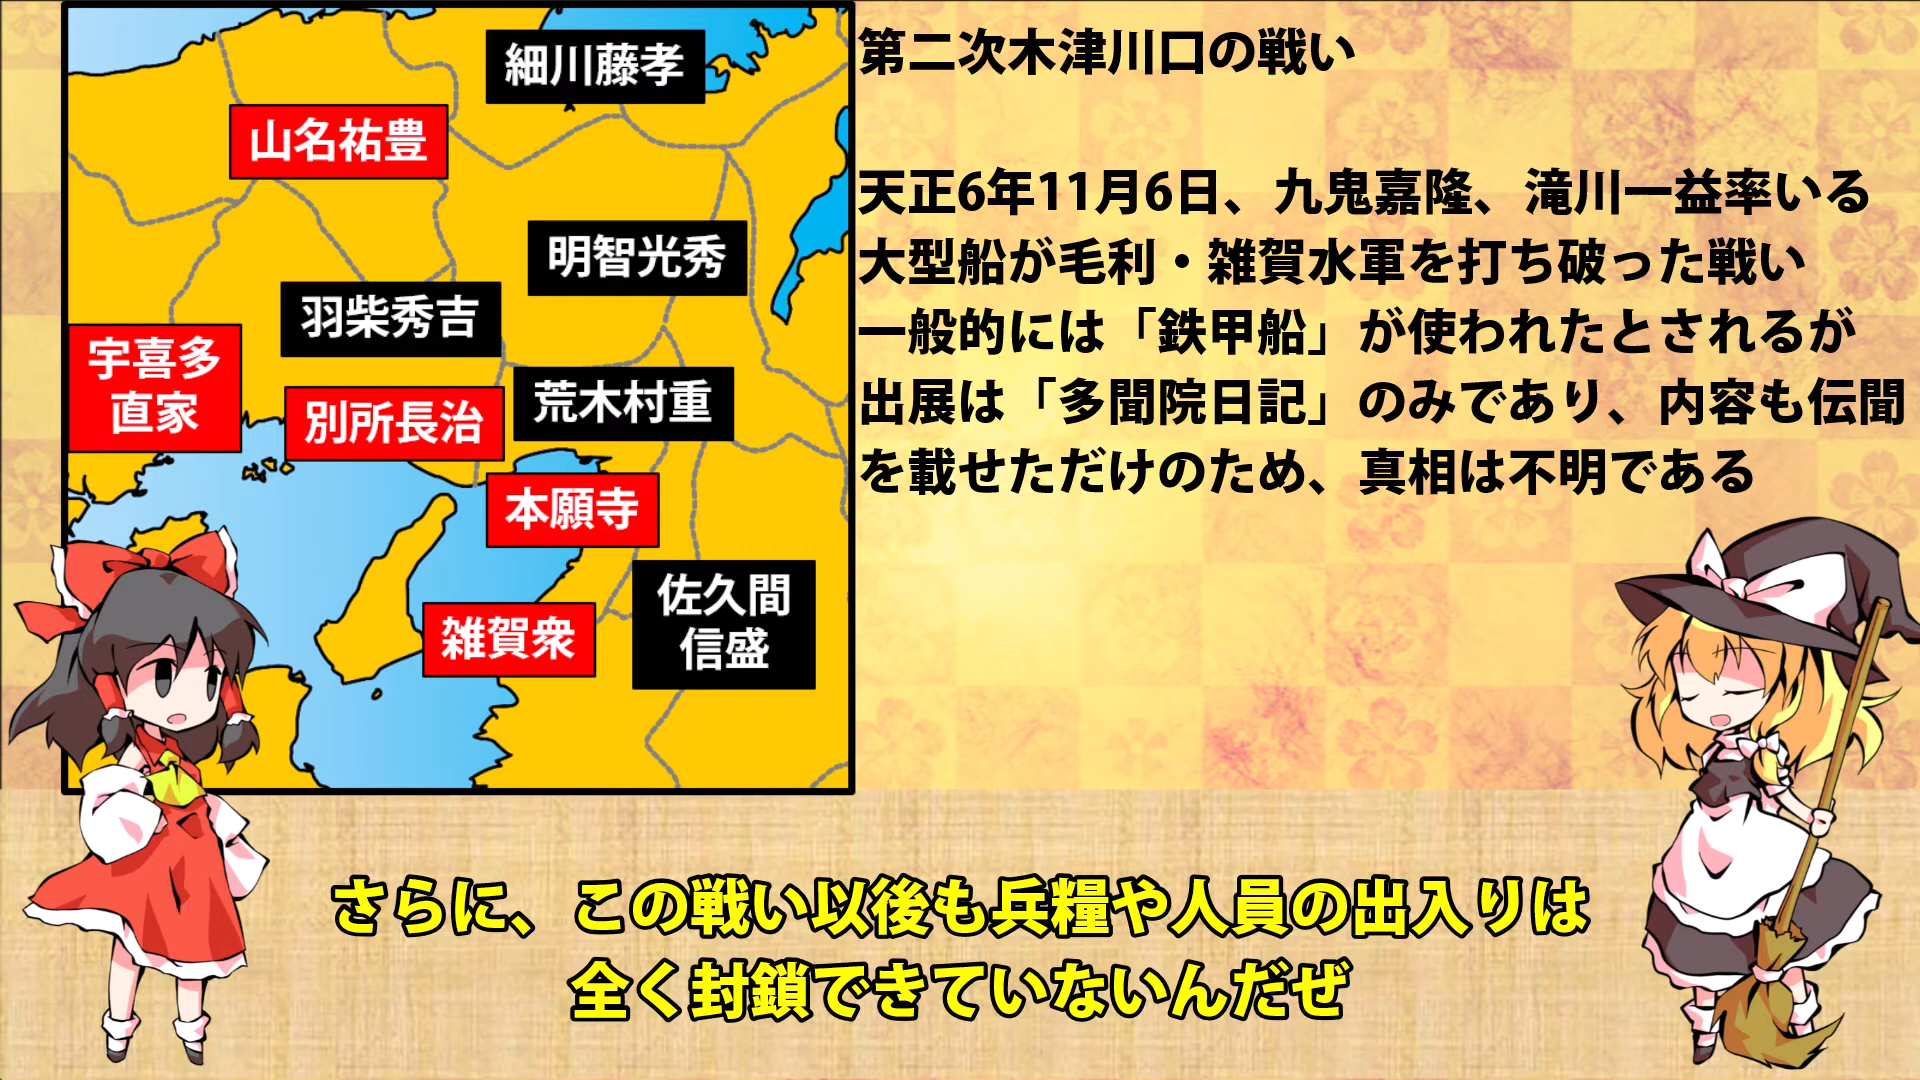 細川藤孝
山名祐豊
明智光秀
羽柴秀吉
宇喜多
直家
別所長治
荒木村重
本願寺
佐久間
信盛
雑賀衆
第二次木津川口の戦い
天正6年11月6日、九鬼嘉隆、滝川一益率いる
大型船が毛利・雑賀水軍を打ち破った戦い
一般的には「鉄甲船」が使われたとされるが
出展は「多聞院日記」のみであり、内容も伝聞
を載せただけのため、真相は不明である
さらに、この戦い以後も兵糧や人員の出入りは
全く封鎖できていないんだぜ